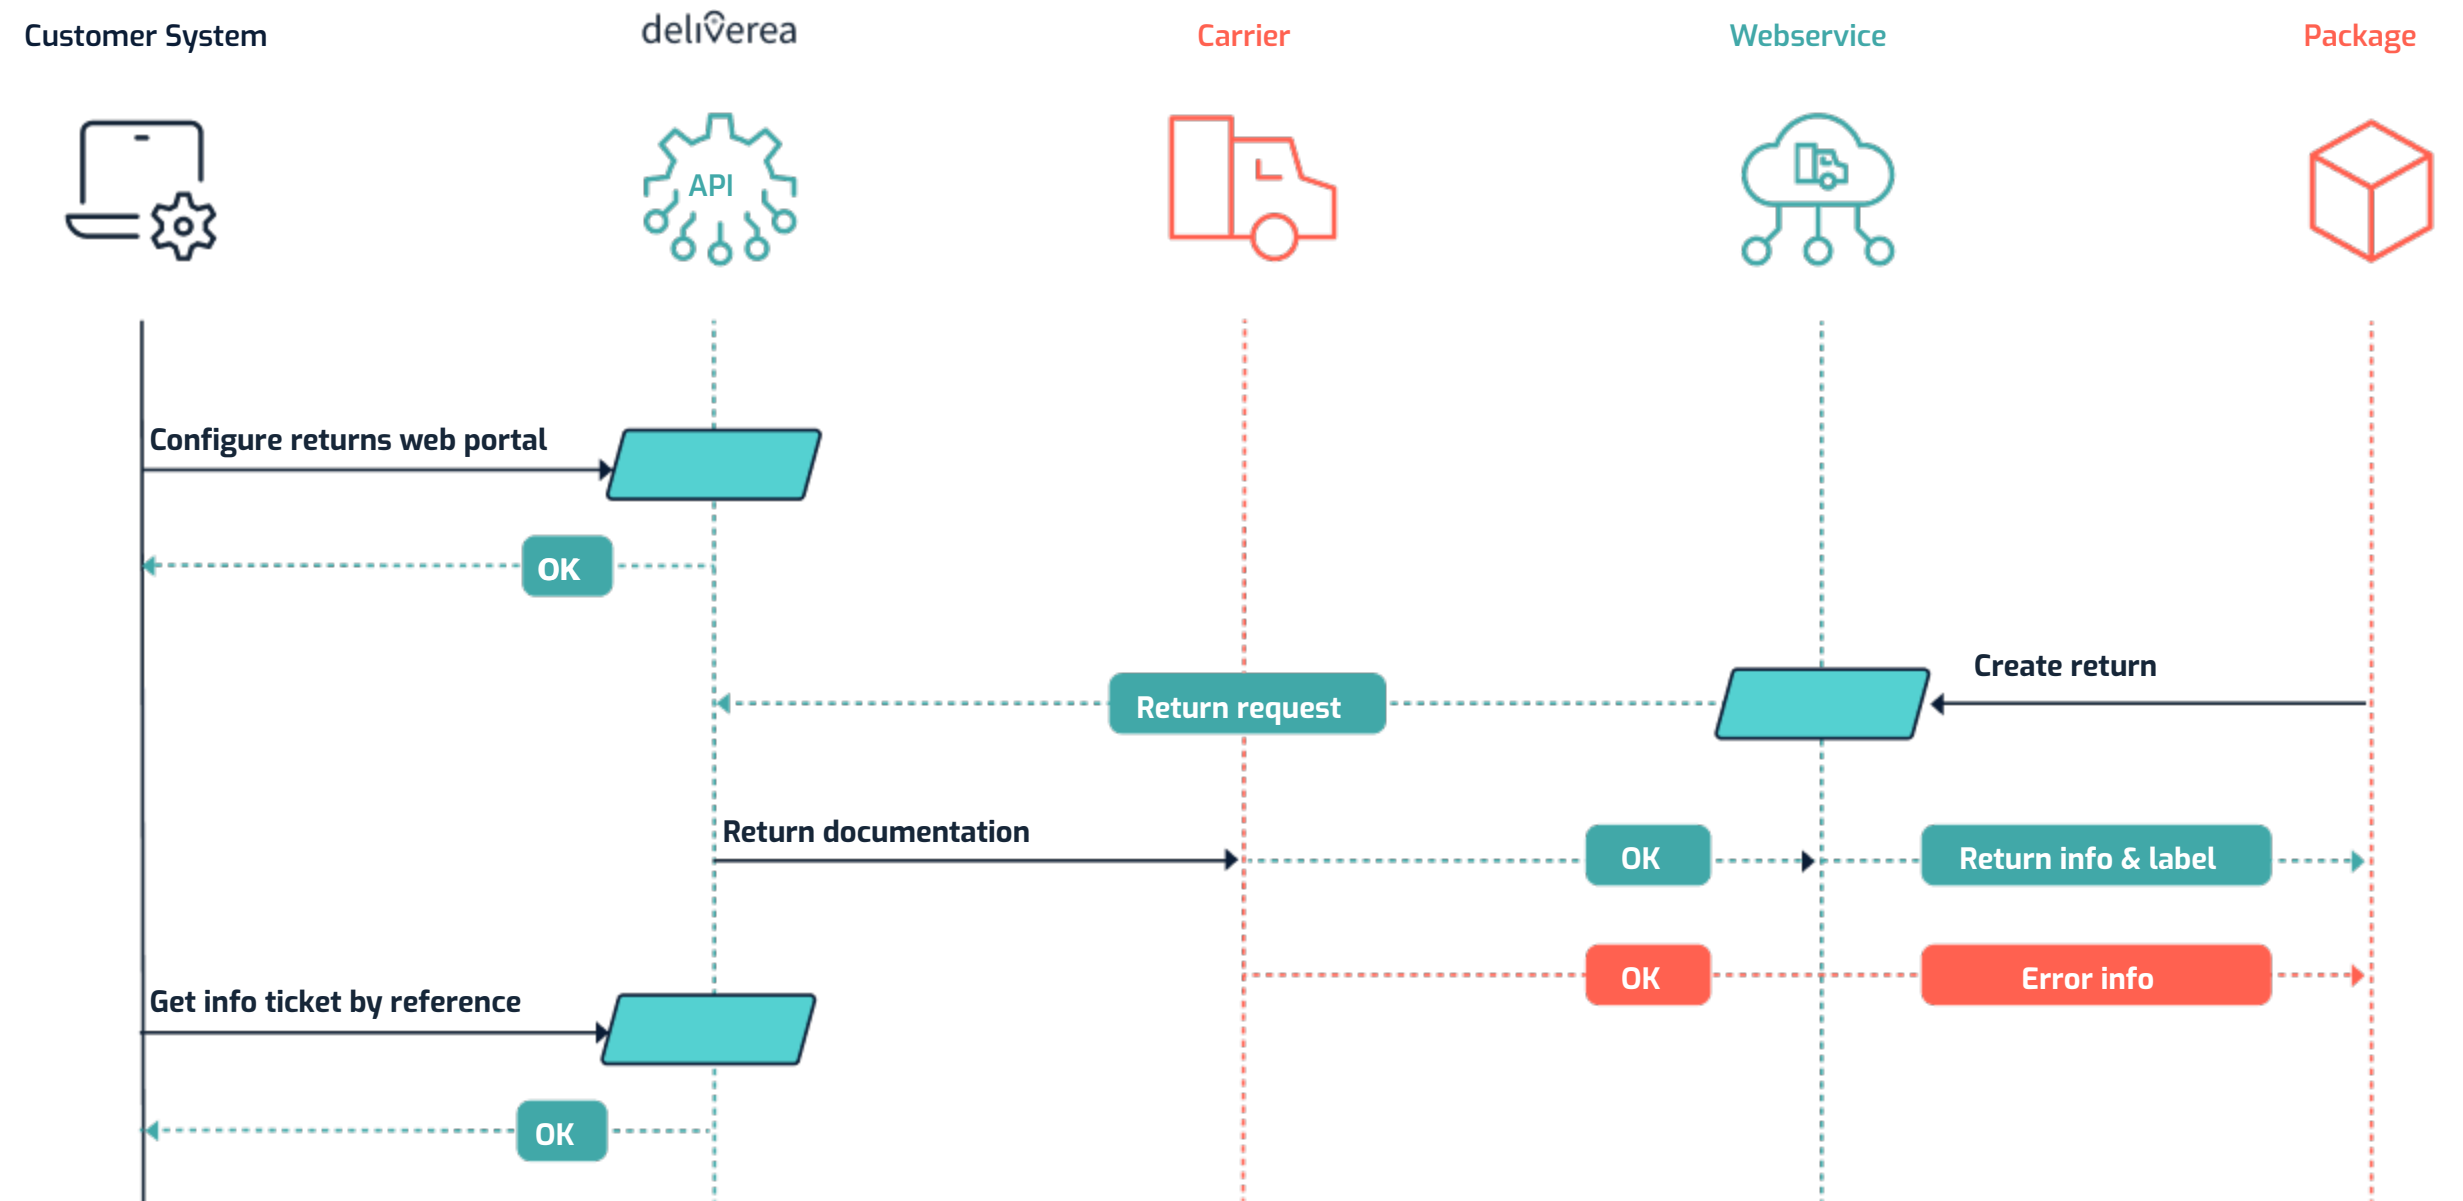 Customer System
deliverea
Carrier
Webservice
Package
API
Configure returns web portal
OK
Create return
Return request
Return documentation
OK
Return info & label
OK
Error info
Get info ticket by reference
OK